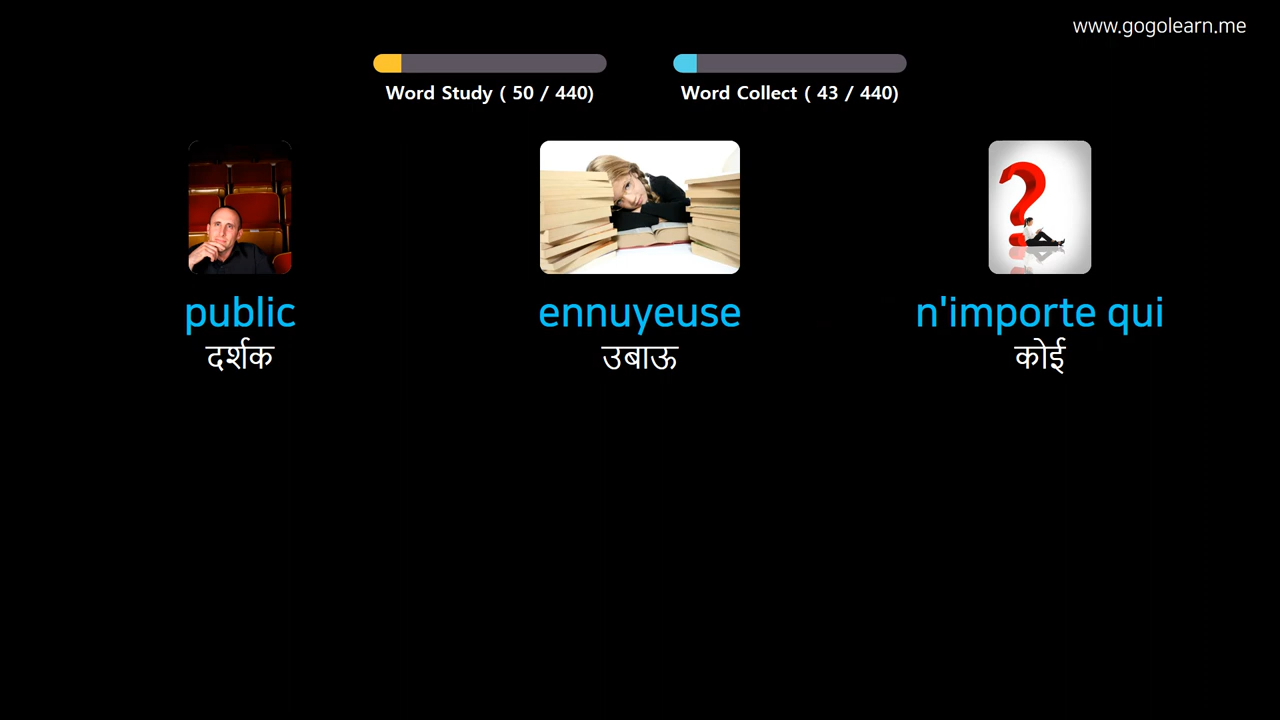 www.gogolearn.me
Word Study ( 50 / 440)
Word Collect ( 43 / 440)
public
ennuyeuse
n'importe qui
दर्शक
उबाऊ
कोई